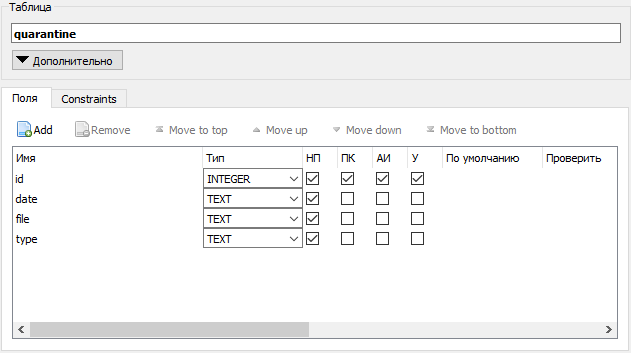 Таблица
quarantine
Дополнительно
Поля Constraints
Add Remove Move to top Move up Move down Move to bottom
Имя Тип НП ПК АИ У По умолчанию Проверить
id INTEGER
date TEXT
file TEXT
type TEXT